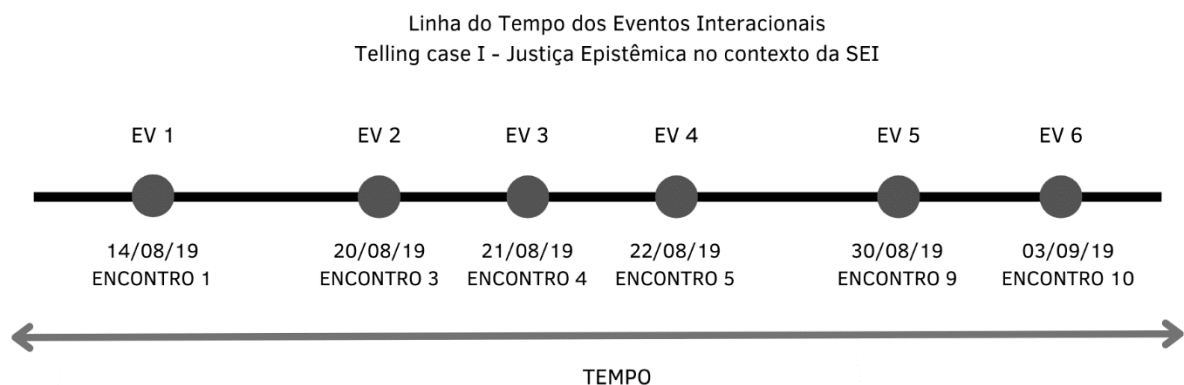 Linha do Tempo dos Eventos Interacionais
Telling case I - Justiça Epistêmica no contexto da SEI
EV 1 EV 2 EV 3 EV 4 EV 5 EV 6
14/08/19 20/08/19 21/08/19 22/08/19 30/08/19 03/09/19
ENCONTRO 1 ENCONTRO 3 ENCONTRO 4 ENCONTRO 5 ENCONTRO 9 ENCONTRO 10
TEMPO